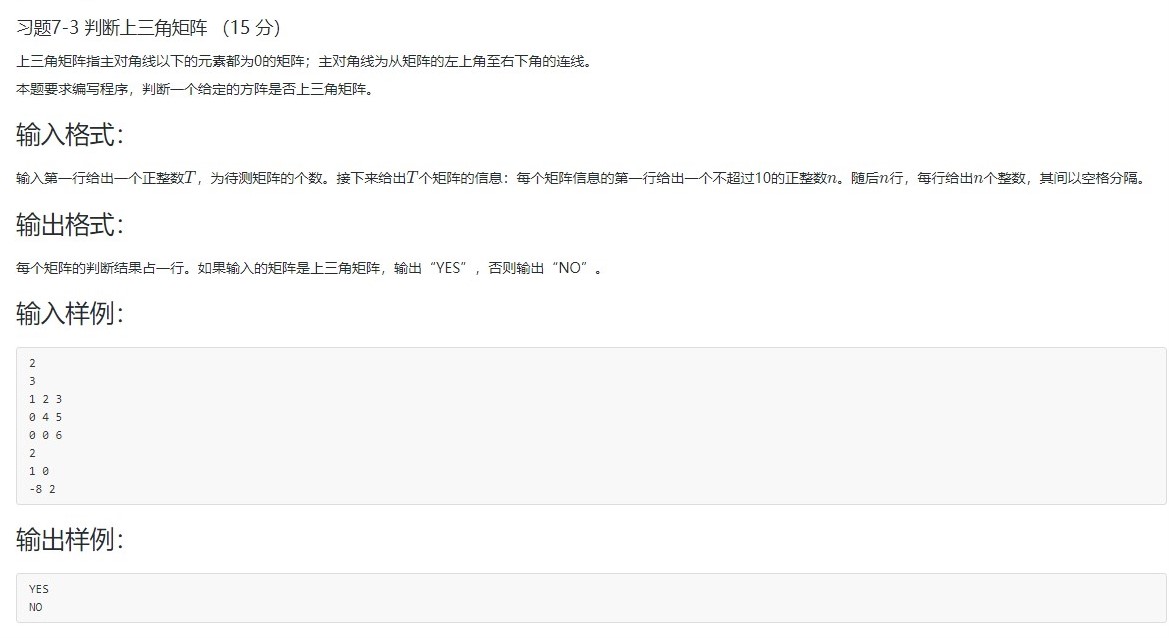 习题7-3 判断上三角矩阵 （15 分）
上三角矩阵指主对角线以下的元素都为0的矩阵；主对角线为从矩阵的左上角至右下角的连线。
本题要求编写程序，判断一个给定的方阵是否上三角矩阵。
输入格式：
输入第一行给出一个正整数T，为待测矩阵的个数。接下来给出T个矩阵的信息：每个矩阵信息的第一行给出一个不超过10的正整数n。随后n行，每行给出n个整数，其间以空格分隔。
输出格式：
每个矩阵的判断结果占一行。如果输入的矩阵是上三角矩阵，输出“YES”，否则输出“NO”。
输入样例：
2
3
1 2 3
0 4 5
0 0 6
2
1 0
-8 2
输出样例：
YES
NO